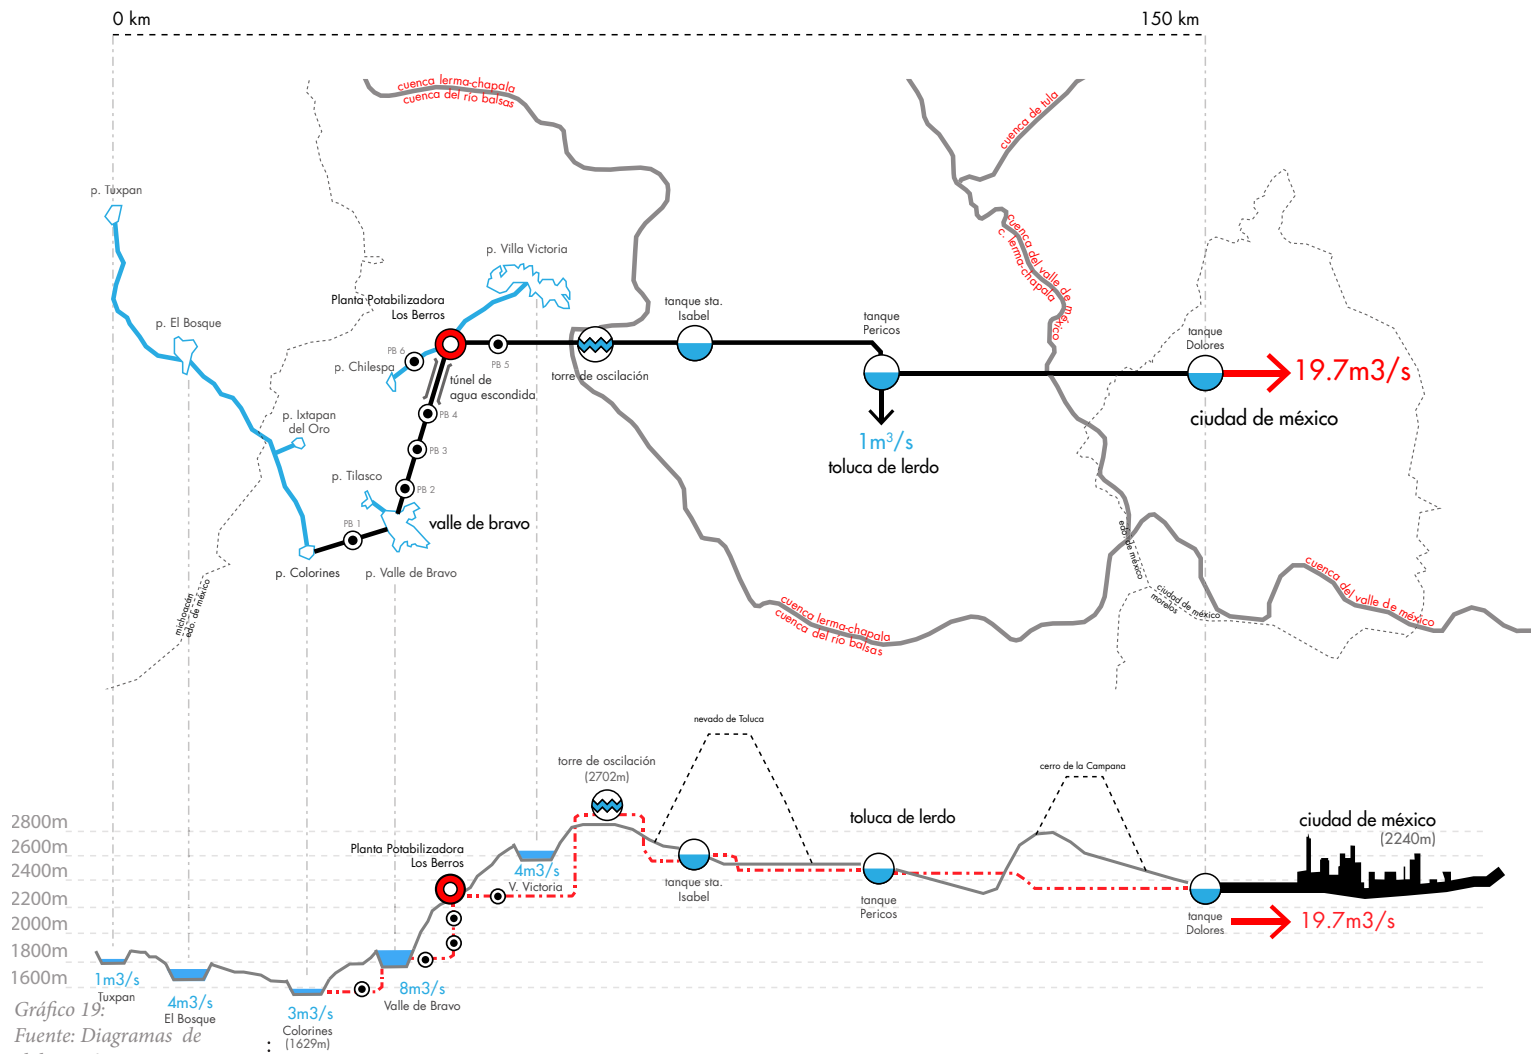 0 km
150 km
cuenca lerma-chapala
cuenca del rio balsas
cuenca de tula
p. Tuxpan
cuenca del valle de méxico
c. lerma-chapala
p. Villa Victoria
Planta Potabilizadora
Los Berros
tanque sta.
Isabel
tanque
Pericos
p. El Bosque
tanque
Dolores
PB 6
PB 5
p. Chilespa
torre de oscilación
19.7m3/s
túnel de
agua escondida
PB 4
p. Ixtapan
del Oro
ciudad de méxico
1m³/s
toluca de lerdo
PB 3
p. Tilasco
PB 2
PB 1
valle de bravo
p. Colorines
p. Valle de Bravo
michoacán
edo. de méxico
edo. de méxico
ciudad de méxico
morelos
cuenca del valle de méxico
cuenca lerma-chapala
cuenca del rio balsas
nevado de Toluca
torre de oscilación
(2702m)
cerro de la Campana
2800m
2600m
2400m
2200m
2000m
1800m
1600m
toluca de lerdo
ciudad de méxico
(2240m)
Planta Potabilizadora
Los Berros
4m3/s
V. Victoria
tanque sta.
Isabel
tanque
Pericos
tanque
Dolores
19.7m3/s
1m3/s
Tuxpan
4m3/s
El Bosque
3m3/s
Colorines
(1629m)
8m3/s
Valle de Bravo
Gráfico 19:
Fuente: Diagramas de
: